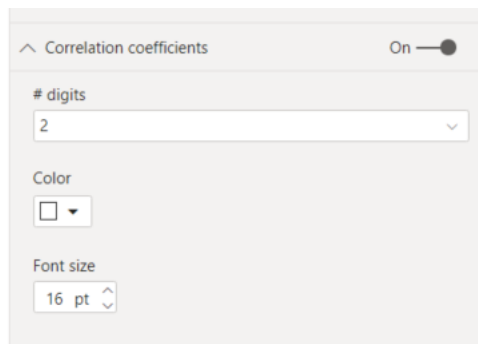 Correlation coefficients On
# digits
2
Color
Font size
16 pt